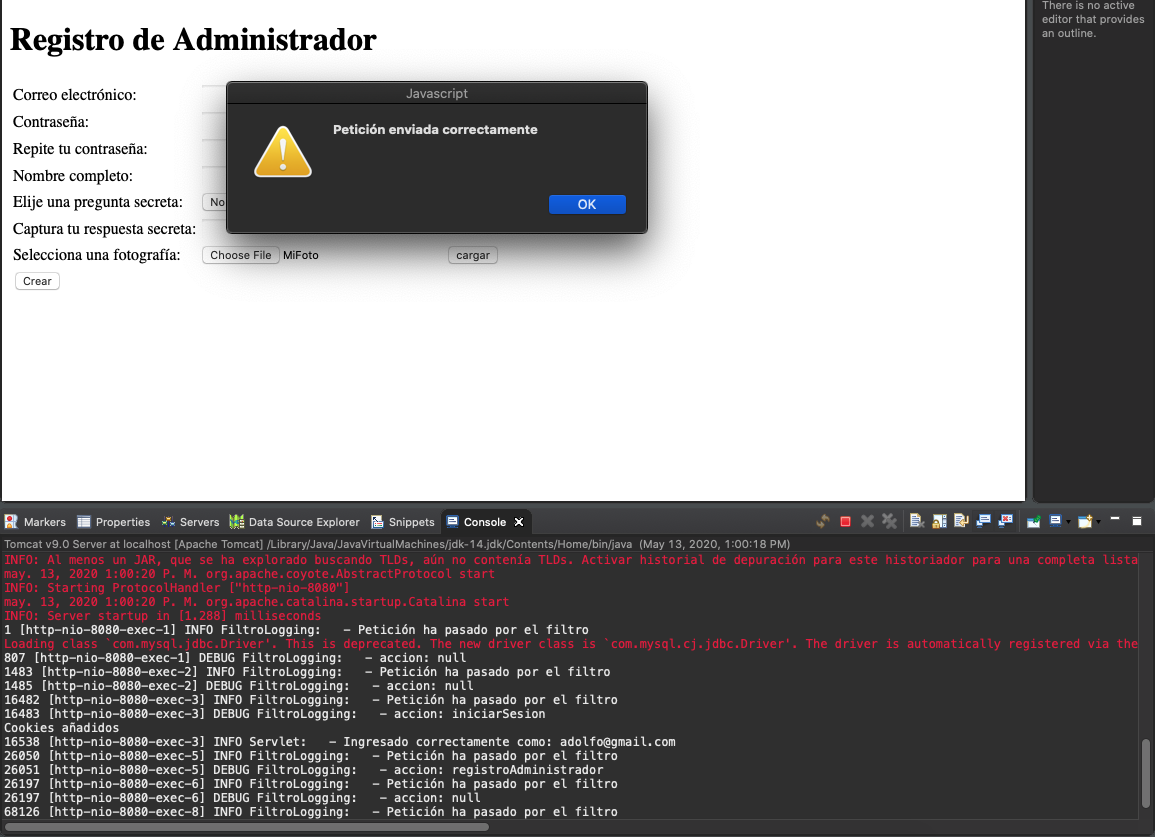 There is no active
editor that provides
an outline.
Registro de Administrador
Javascript
Petición enviada correctamente
OK
Correo electrónico:
Contraseña:
Repite tu contraseña:
Nombre completo:
Elije una pregunta secreta: No
Captura tu respuesta secreta:
Selecciona una fotografía: Choose File MiFoto cargar
Crear
Markers Properties Servers Data Source Explorer Snippets Console
Tomcat v9.0 Server at localhost [Apache Tomcat] /Library/Java/JavaVirtualMachines/jdk-14.jdk/Contents/Home/bin/java (May 13, 2020, 1:00:18 PM)
INFO: Al menos un JAR, que se ha explorado buscando TLDs, aún no contenía TLDs. Activar historial de depuración para este historiador para una completa lista
may. 13, 2020 1:00:20 P. M. org.apache.coyote.AbstractProtocol start
INFO: Starting ProtocolHandler ["http-nio-8080"]
may. 13, 2020 1:00:20 P. M. org.apache.catalina.startup.Catalina start
INFO: Server startup in [1.288] milliseconds
1 [http-nio-8080-exec-1] INFO FiltroLogging:   - Petición ha pasado por el filtro
Loading class `com.mysql.jdbc.Driver'. This is deprecated. The new driver class is `com.mysql.cj.jdbc.Driver'. The driver is automatically registered via the
807 [http-nio-8080-exec-1] DEBUG FiltroLogging:   - accion: null
1483 [http-nio-8080-exec-2] INFO FiltroLogging:   - Petición ha pasado por el filtro
1485 [http-nio-8080-exec-2] DEBUG FiltroLogging:   - accion: null
16482 [http-nio-8080-exec-3] INFO FiltroLogging:   - Petición ha pasado por el filtro
16483 [http-nio-8080-exec-3] DEBUG FiltroLogging:   - accion: iniciarSesion
Cookies añadidos
16538 [http-nio-8080-exec-3] INFO Servlet:   - Ingresado correctamente como: adolfo@gmail.com
26050 [http-nio-8080-exec-5] INFO FiltroLogging:   - Petición ha pasado por el filtro
26051 [http-nio-8080-exec-5] DEBUG FiltroLogging:   - accion: registroAdministrador
26197 [http-nio-8080-exec-6] INFO FiltroLogging:   - Petición ha pasado por el filtro
26197 [http-nio-8080-exec-6] DEBUG FiltroLogging:   - accion: null
68126 [http-nio-8080-exec-8] INFO FiltroLogging:   - Petición ha pasado por el filtro